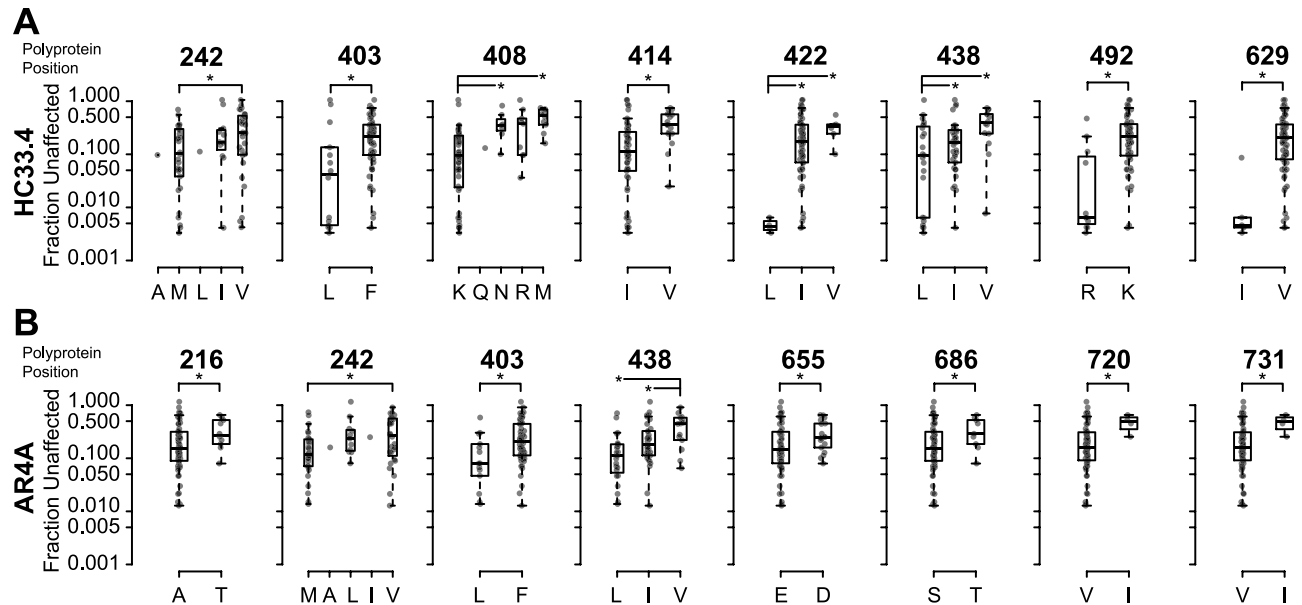 A
Polyprotein
Position
242 403 408 414 422 438 492 629
* * * * * * * * * * *
HC33.4
Fraction Unaffected
1.000
0.500
0.100
0.050
0.010
0.005
0.001
A M L I V L F K Q N R M I V L I V L I V R K I V
B
Polyprotein
Position
216 242 403 438 655 686 720 731
* * * * * * * * *
AR4A
Fraction Unaffected
1.000
0.500
0.100
0.050
0.010
0.005
0.001
A T M A L I V L F L I V E D S T V I V I